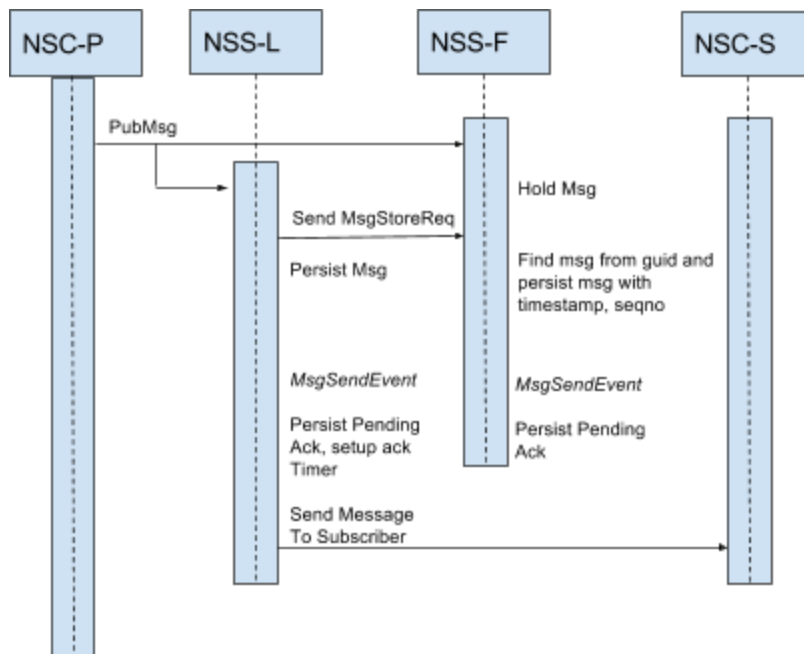 NSC-P
NSS-L
NSS-F
NSC-S
PubMsg
Hold Msg
Send MsgStoreReq
Persist Msg
Find msg from guid and
persist msg with
timestamp, seqno
MsgSendEvent
Persist Pending
Ack, setup ack
Timer
MsgSendEvent
Persist Pending
Ack
Send Message
To Subscriber